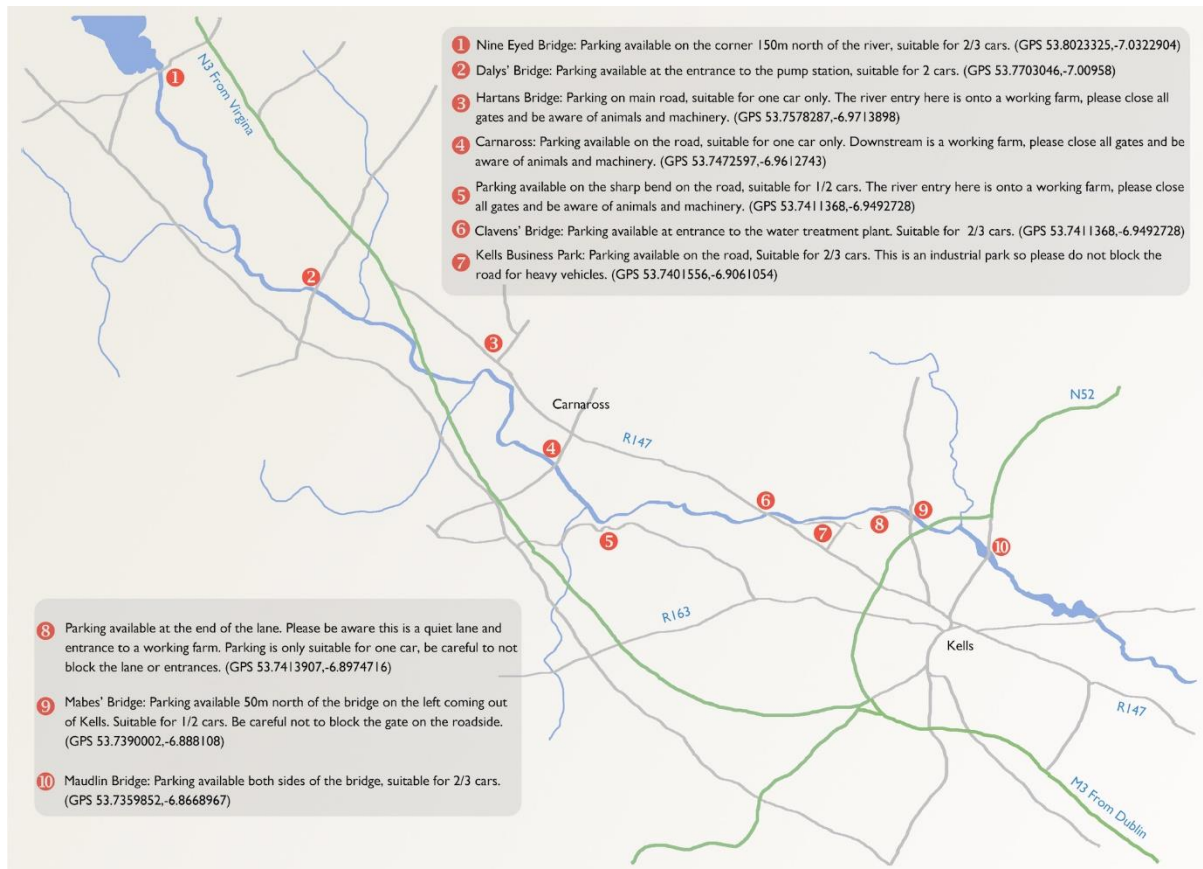 1 Nine Eyed Bridge: Parking available on the corner 150m north of the river, suitable for 2/3 cars. (GPS 53.8023325,-7.0322904)
2 Dalys' Bridge: Parking available at the entrance to the pump station, suitable for 2 cars. (GPS 53.7703046,-7.00958)
3 Hartans Bridge: Parking on main road, suitable for one car only. The river entry here is onto a working farm, please close all
gates and be aware of animals and machinery. (GPS 53.7578287,-6.9713898)
4 Carnaross: Parking available on the road, suitable for one car only. Downstream is a working farm, please close all gates and be
aware of animals and machinery. (GPS 53.7472597,-6.9612743)
5 Parking available on the sharp bend on the road, suitable for 1/2 cars. The river entry here is onto a working farm, please close
all gates and be aware of animals and machinery. (GPS 53.7411368,-6.9492728)
6 Clavens' Bridge: Parking available at entrance to the water treatment plant. Suitable for 2/3 cars. (GPS 53.7411368,-6.9492728)
7 Kells Business Park: Parking available on the road, Suitable for 2/3 cars. This is an industrial park so please do not block the
road for heavy vehicles. (GPS 53.7401556,-6.9061054)
1
N3 From Virgina
2
3
Carnaross
N52
4
R147
6
9
5
7
8
10
R163
Kells
R147
M3 From Dublin
8 Parking available at the end of the lane. Please be aware this is a quiet lane and
entrance to a working farm. Parking is only suitable for one car, be careful to not
block the lane or entrances. (GPS 53.7413907,-6.8974716)
9 Mabes' Bridge: Parking available 50m north of the bridge on the left coming out
of Kells. Suitable for 1/2 cars. Be careful not to block the gate on the roadside.
(GPS 53.7390002,-6.888108)
10 Maudlin Bridge: Parking available both sides of the bridge, suitable for 2/3 cars.
(GPS 53.7359852,-6.8668967)